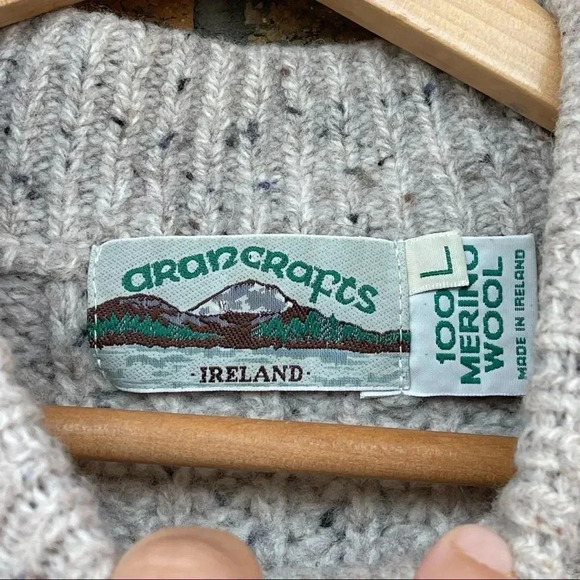 arancrafts
· IRELAND ·
L
100%
MERINO
WOOL
MADE IN IRELAND